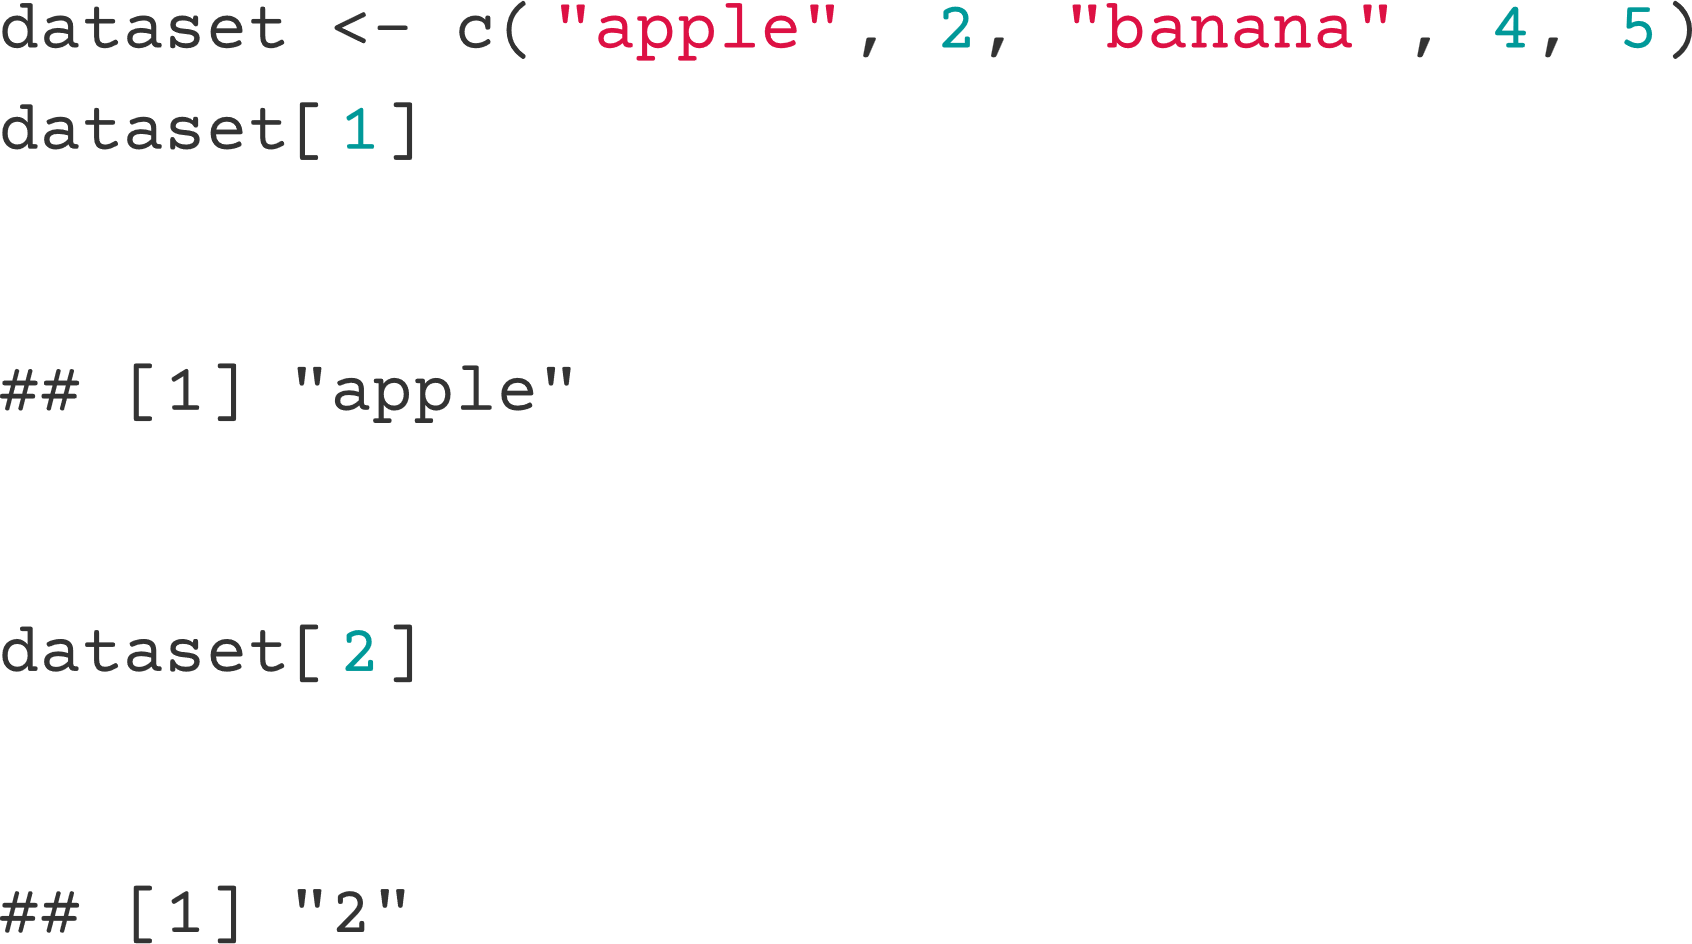 dataset <- c("apple", 2, "banana", 4, 5)
dataset[1]
## [1] "apple"
dataset[2]
## [1] "2"